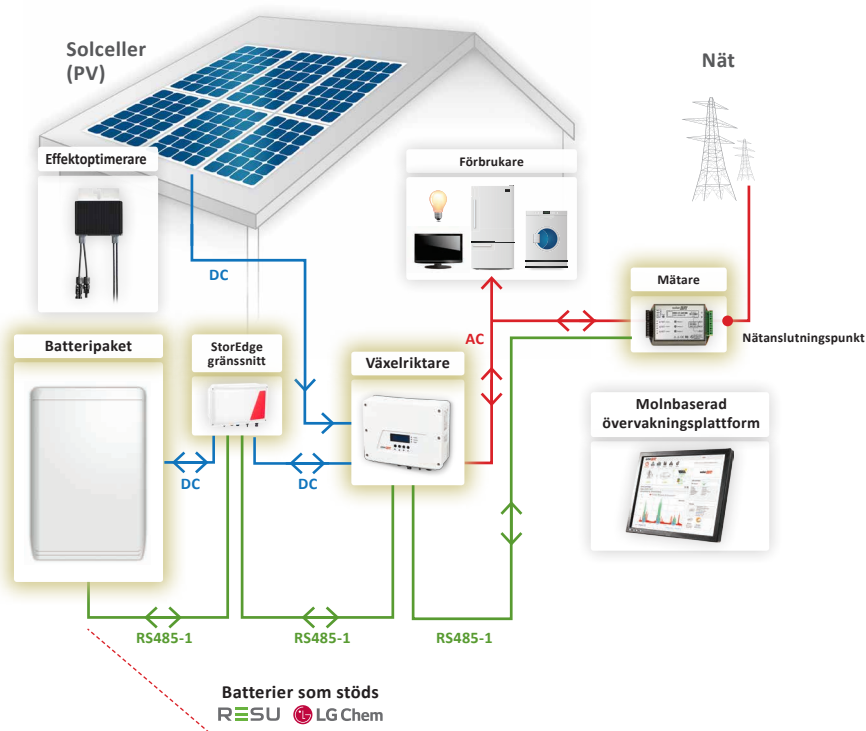 Solceller
(PV)
Nät
Effektoptimerare
Förbrukare
DC
Mätare
Batteripaket
StorEdge
gränssnitt
Växelriktare
AC
Nätanslutningspunkt
Molnbaserad
övervakningsplattform
DC
DC
RS485-1
RS485-1
RS485-1
Batterier som stöds
RESU LG Chem